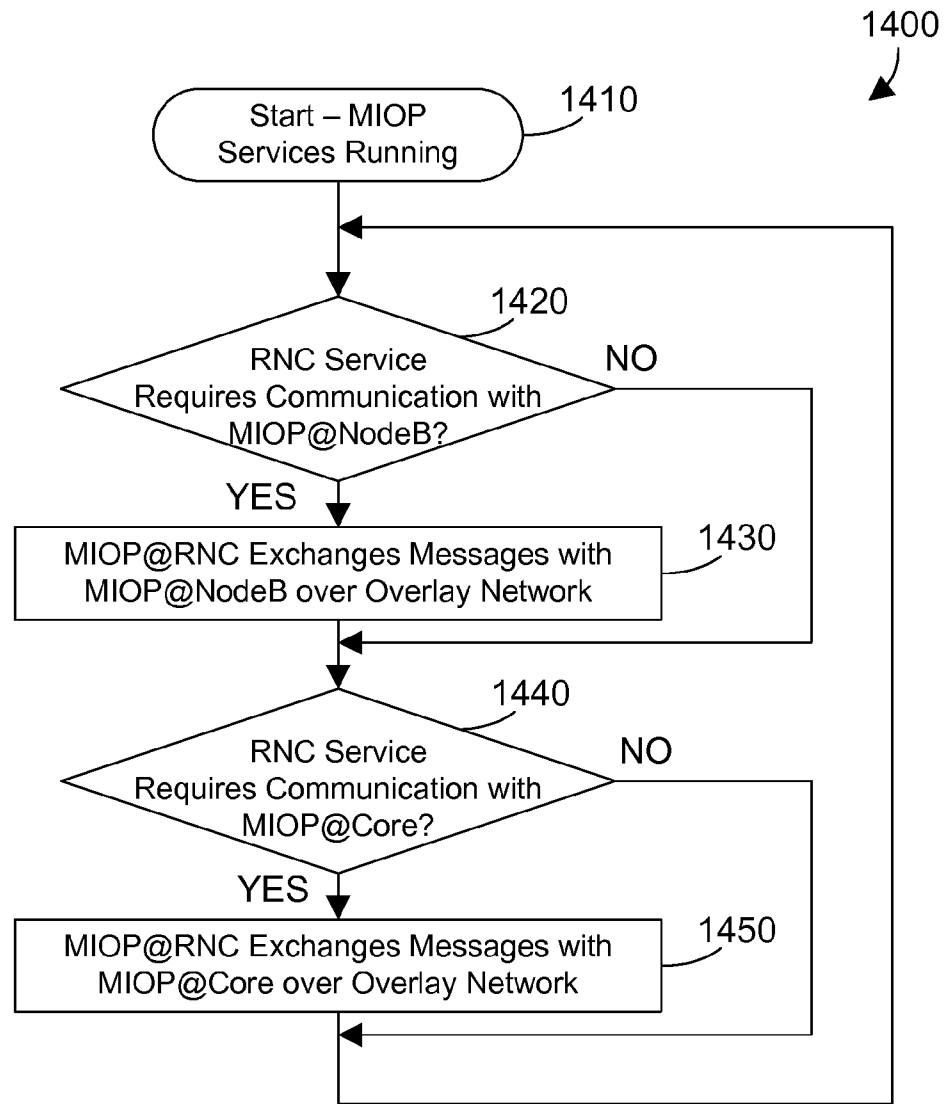 1400
Start – MIOP
Services Running
1410
1420
RNC Service
Requires Communication with
MIOP@NodeB?
NO
YES
MIOP@RNC Exchanges Messages with
MIOP@NodeB over Overlay Network
1430
1440
RNC Service
Requires Communication with
MIOP@Core?
NO
YES
MIOP@RNC Exchanges Messages with
MIOP@Core over Overlay Network
1450